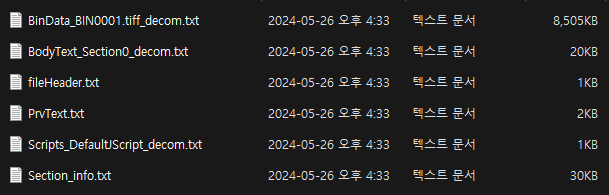 BinData_BIN0001.tiff_decom.txt 2024-05-26 오후 4:33 텍스트 문서 8,505KB
BodyText_Section0_decom.txt 2024-05-26 오후 4:33 텍스트 문서 20KB
fileHeader.txt 2024-05-26 오후 4:33 텍스트 문서 1KB
PrvText.txt 2024-05-26 오후 4:33 텍스트 문서 2KB
Scripts_DefaultJScript_decom.txt 2024-05-26 오후 4:33 텍스트 문서 1KB
Section_info.txt 2024-05-26 오후 4:33 텍스트 문서 30KB